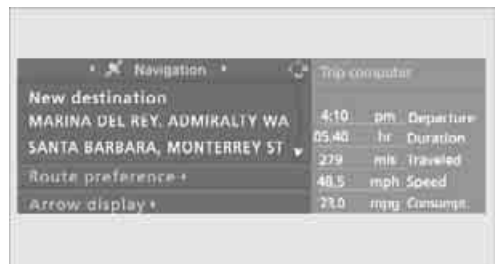 Navigation
New destination
MARINA DEL REY, ADMIRALTY WA
SANTA BARBARA, MONTERREY ST
Route preference
Arrow display
Trip computer
4:10 pm Departure
05.40 hr Duration
279 mls Traveled
48.5 mph Speed
23.0 mpg Consumpt.